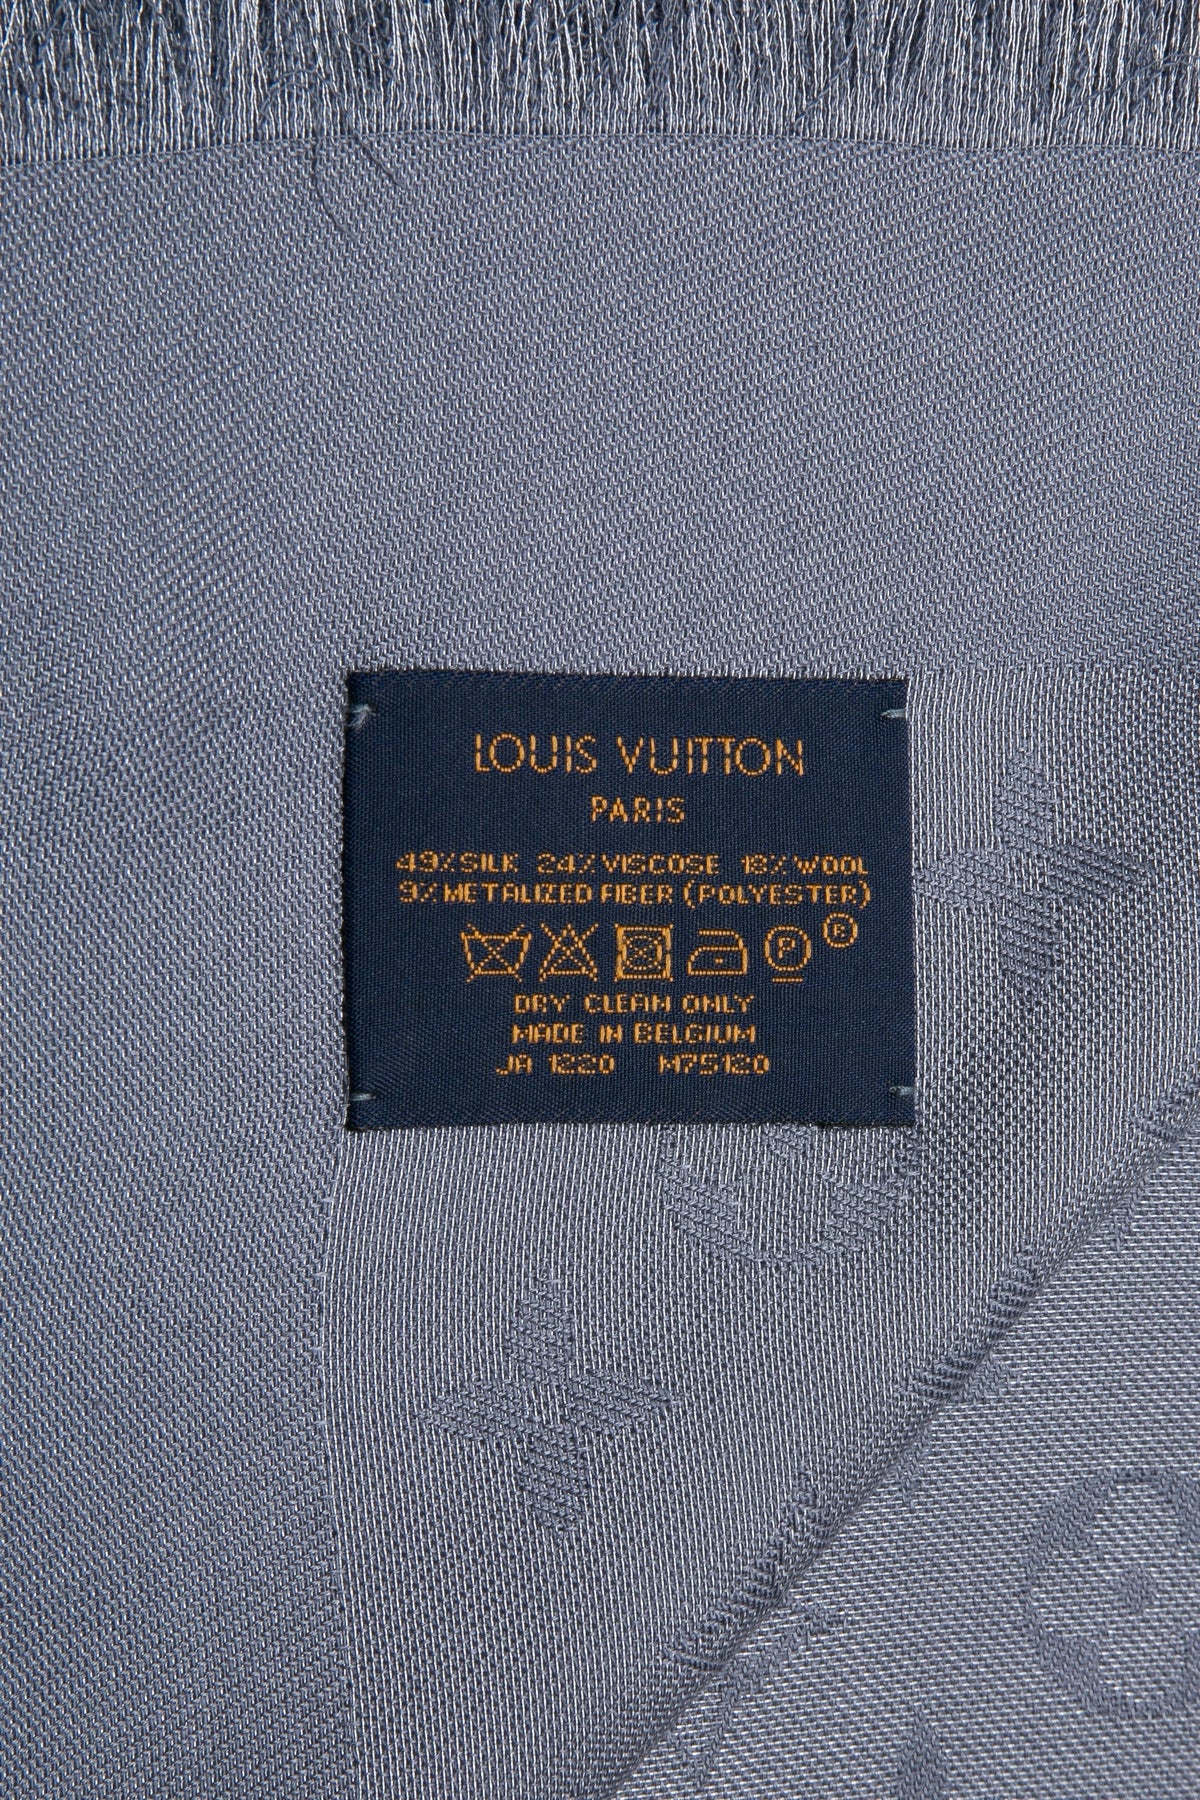 LOUIS VUITTON
PARIS
49% SILK 24% VISCOSE 18% WOOL
9% METALIZED FIBER (POLYESTER)
P ®
DRY CLEAN ONLY
MADE IN BELGIUM
JA 1220 M75120